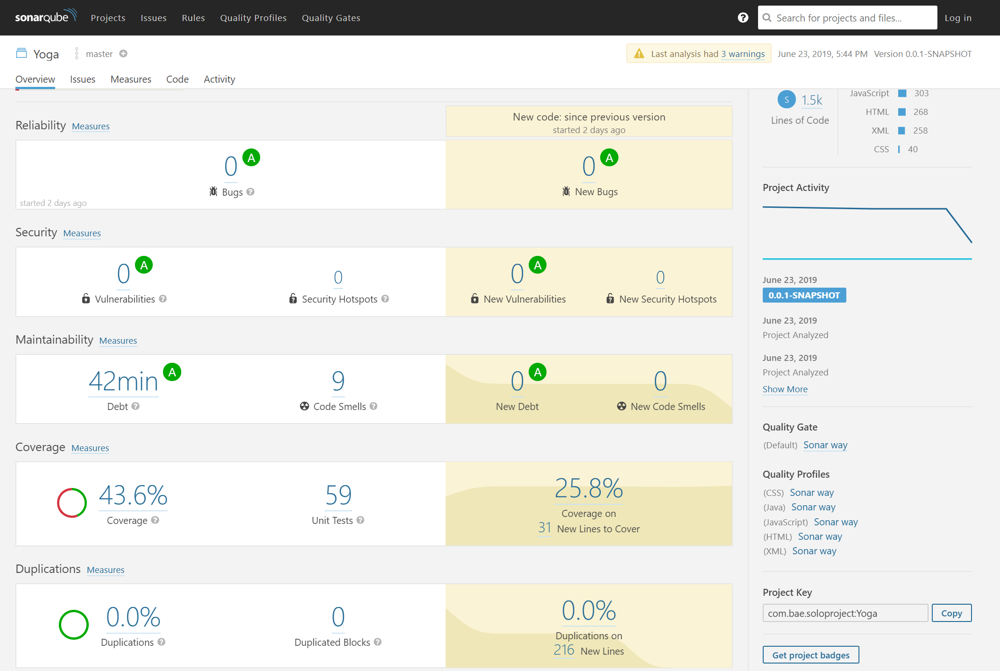 sonarqube Projects Issues Rules Quality Profiles Quality Gates ? Search for projects and files... Log in
Yoga master Last analysis had 3 warnings June 23, 2019, 5:44 PM Version 0.0.1-SNAPSHOT
Overview Issues Measures Code Activity
New code: since previous version
started 2 days ago
Reliability Measures
0 A
Bugs ?
started 2 days ago
0 A
New Bugs
Security Measures
0 A
Vulnerabilities ?
0
Security Hotspots ?
0 A
New Vulnerabilities
0
New Security Hotspots
Maintainability Measures
42min A
Debt ?
9
Code Smells ?
0 A
New Debt
0
New Code Smells
Coverage Measures
43.6%
Coverage ?
59
Unit Tests ?
25.8%
Coverage on
31 New Lines to Cover
Duplications Measures
0.0%
Duplications ?
0
Duplicated Blocks ?
0.0%
Duplications on
216 New Lines
S 1.5k
Lines of Code
JavaScript 303
HTML 268
XML 258
CSS 40
Project Activity
June 23, 2019
0.0.1-SNAPSHOT
June 23, 2019
Project Analyzed
June 23, 2019
Project Analyzed
Show More
Quality Gate
(Default) Sonar way
Quality Profiles
(CSS) Sonar way
(Java) Sonar way
(JavaScript) Sonar way
(HTML) Sonar way
(XML) Sonar way
Project Key
com.bae.soloproject:Yoga Copy
Get project badges